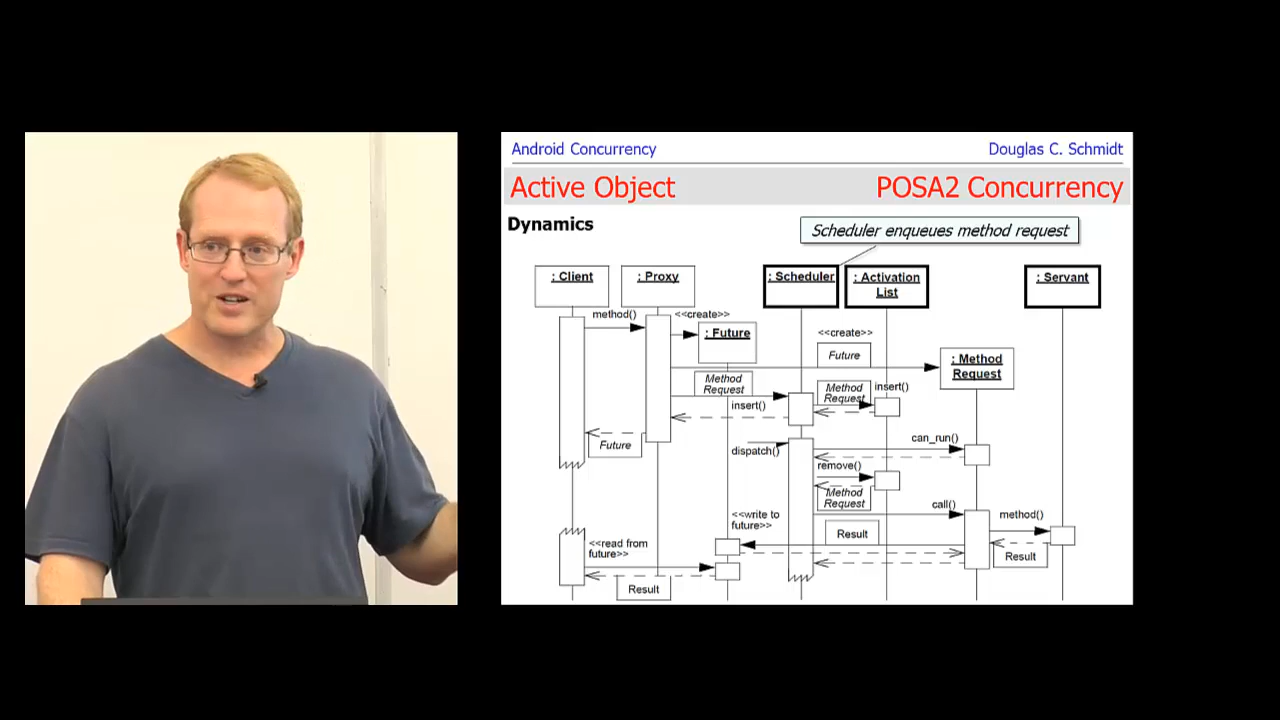 Android Concurrency
Douglas C. Schmidt
Active Object
POSA2 Concurrency
Dynamics
Scheduler enqueues method request
: Client
: Proxy
: Scheduler
: Activation
List
: Servant
method()
<<create>>
: Future
<<create>>
Future
: Method
Request
Method
Request
insert()
Method
Request
insert()
Future
dispatch()
can_run()
remove()
Method
Request
call()
method()
<<write to
future>>
Result
Result
<<read from
future>>
Result